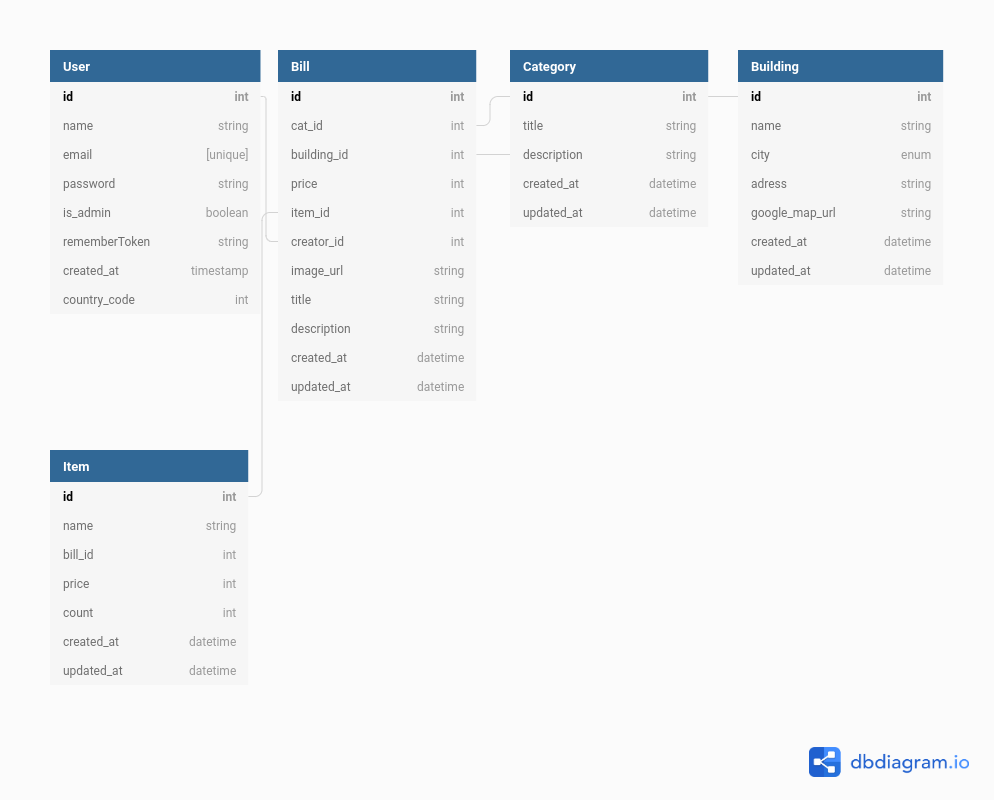 User
id int
name string
email [unique]
password string
is_admin boolean
rememberToken string
created_at timestamp
country_code int
Bill
id int
cat_id int
building_id int
price int
item_id int
creator_id int
image_url string
title string
description string
created_at datetime
updated_at datetime
Category
id int
title string
description string
created_at datetime
updated_at datetime
Building
id int
name string
city enum
adress string
google_map_url string
created_at datetime
updated_at datetime
Item
id int
name string
bill_id int
price int
count int
created_at datetime
updated_at datetime
dbdiagram.io